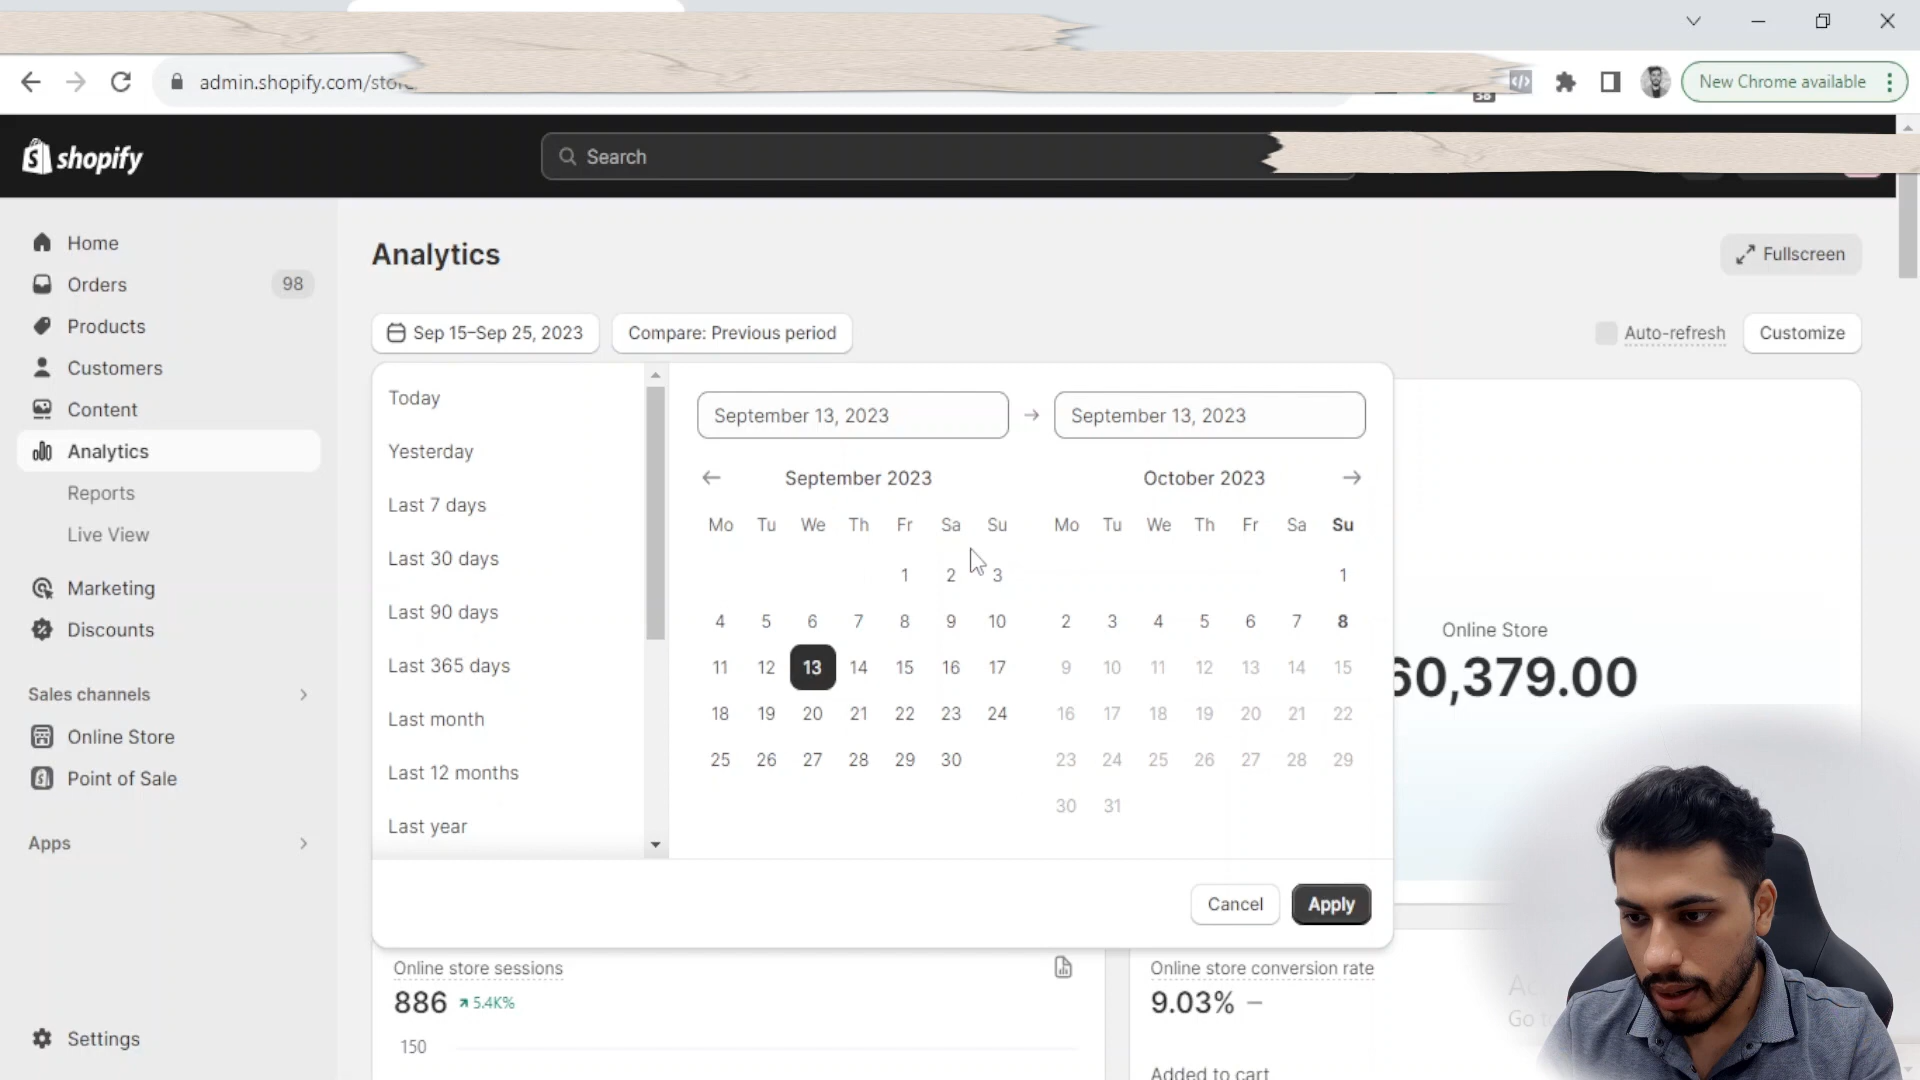 admin.shopify.com/sto
New Chrome available
shopify
Search
Home
Orders 98
Products
Customers
Content
Analytics
Reports
Live View
Marketing
Discounts
Sales channels
Online Store
Point of Sale
Apps
Settings
Analytics
Fullscreen
Sep 15–Sep 25, 2023
Compare: Previous period
Auto-refresh
Customize
Today
Yesterday
Last 7 days
Last 30 days
Last 90 days
Last 365 days
Last month
Last 12 months
Last year
September 13, 2023 → September 13, 2023
September 2023
Mo Tu We Th Fr Sa Su
1 2 3
4 5 6 7 8 9 10
11 12 13 14 15 16 17
18 19 20 21 22 23 24
25 26 27 28 29 30
October 2023
Mo Tu We Th Fr Sa Su
1
2 3 4 5 6 7 8
9 10 11 12 13 14 15
16 17 18 19 20 21 22
23 24 25 26 27 28 29
30 31
Cancel
Apply
Online Store
60,379.00
Online store sessions
886 5.4K%
150
Online store conversion rate
9.03% –
Added to cart